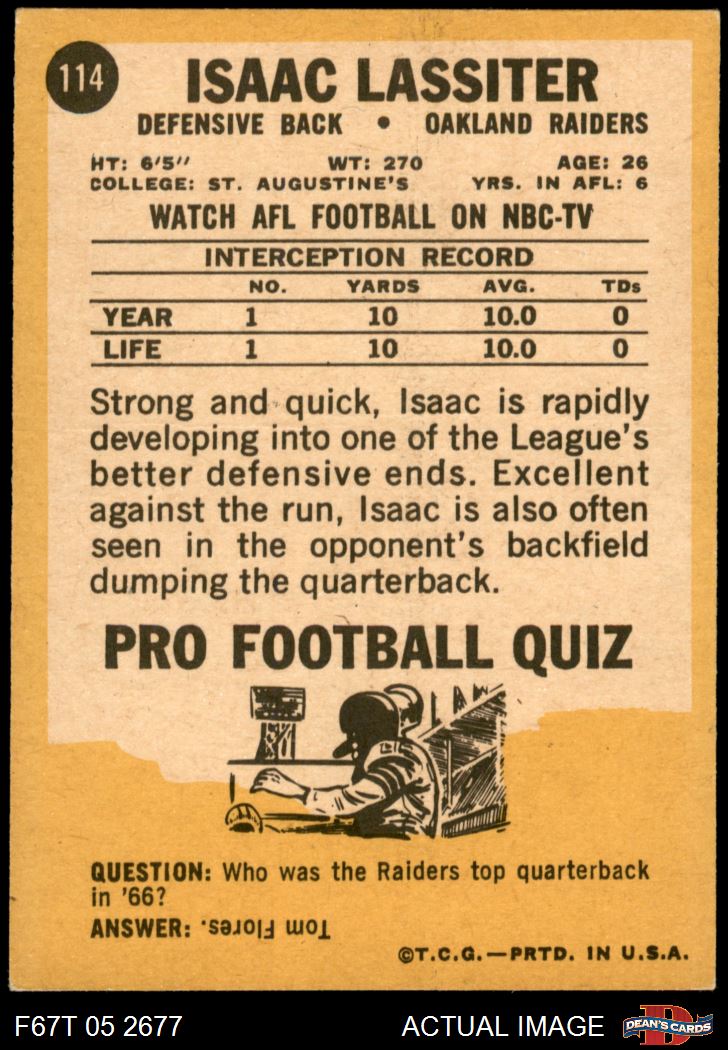 114
ISAAC LASSITER
DEFENSIVE BACK • OAKLAND RAIDERS
HT: 6'5" WT: 270 AGE: 26
COLLEGE: ST. AUGUSTINE'S YRS. IN AFL: 6
WATCH AFL FOOTBALL ON NBC-TV
INTERCEPTION RECORD
NO. YARDS AVG. TDs
YEAR 1 10 10.0 0
LIFE 1 10 10.0 0
Strong and quick, Isaac is rapidly
developing into one of the League's
better defensive ends. Excellent
against the run, Isaac is also often
seen in the opponent's backfield
dumping the quarterback.
PRO FOOTBALL QUIZ
QUESTION: Who was the Raiders top quarterback
in '66?
ANSWER: Tom Flores.
©T.C.G.—PRTD. IN U.S.A.
F67T 05 2677 ACTUAL IMAGE
D
DEAN'S CARDS